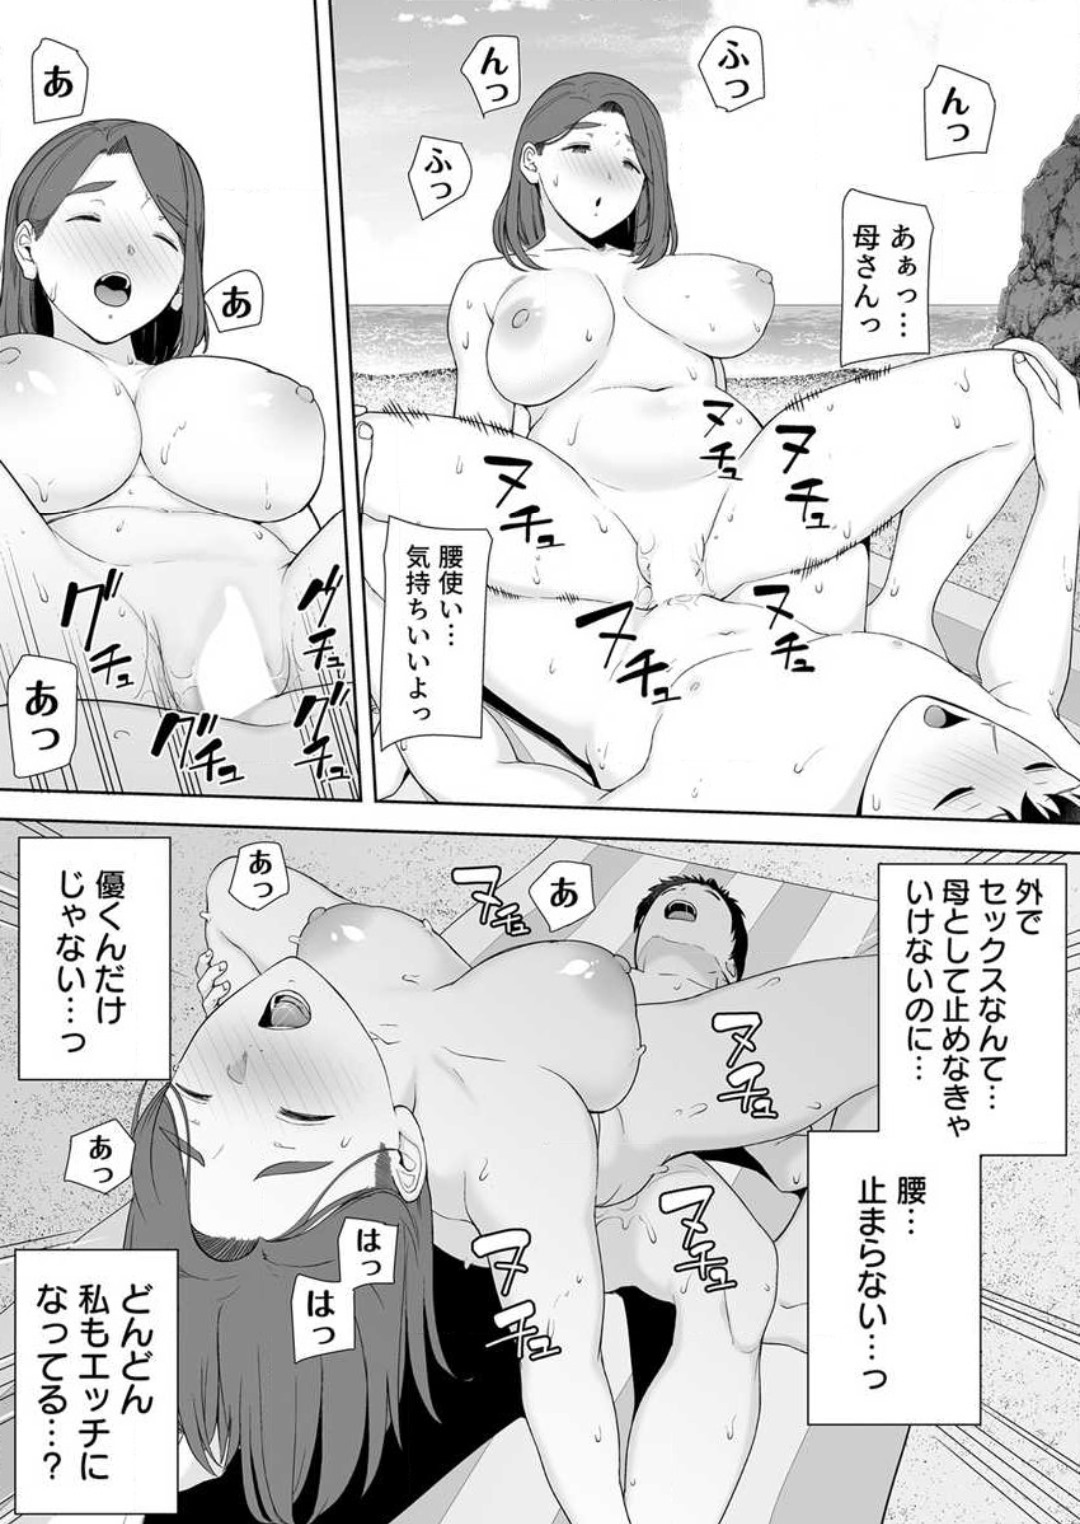 んっ
ふっ
んっ
ふっ
あぁっ…
母さんっ
ヌチュ
ヌチュ
ヌチュ
腰使い…
気持ちいいよっ
ヌチュ
ヌチュ
あ
あ
グチュ
グチュ
グチュ
グチュ
あっ
外で
セックスなんて…
母として止めなきゃ
いけないのに…
腰…
止まらない…っ
あ
あっ
ヌチュ
ヌチュ
ヌチュ
ヌチュ
優くんだけ
じゃない…っ
あっ
はっ
はっ
どんどん
私もエッチに
なってる…?